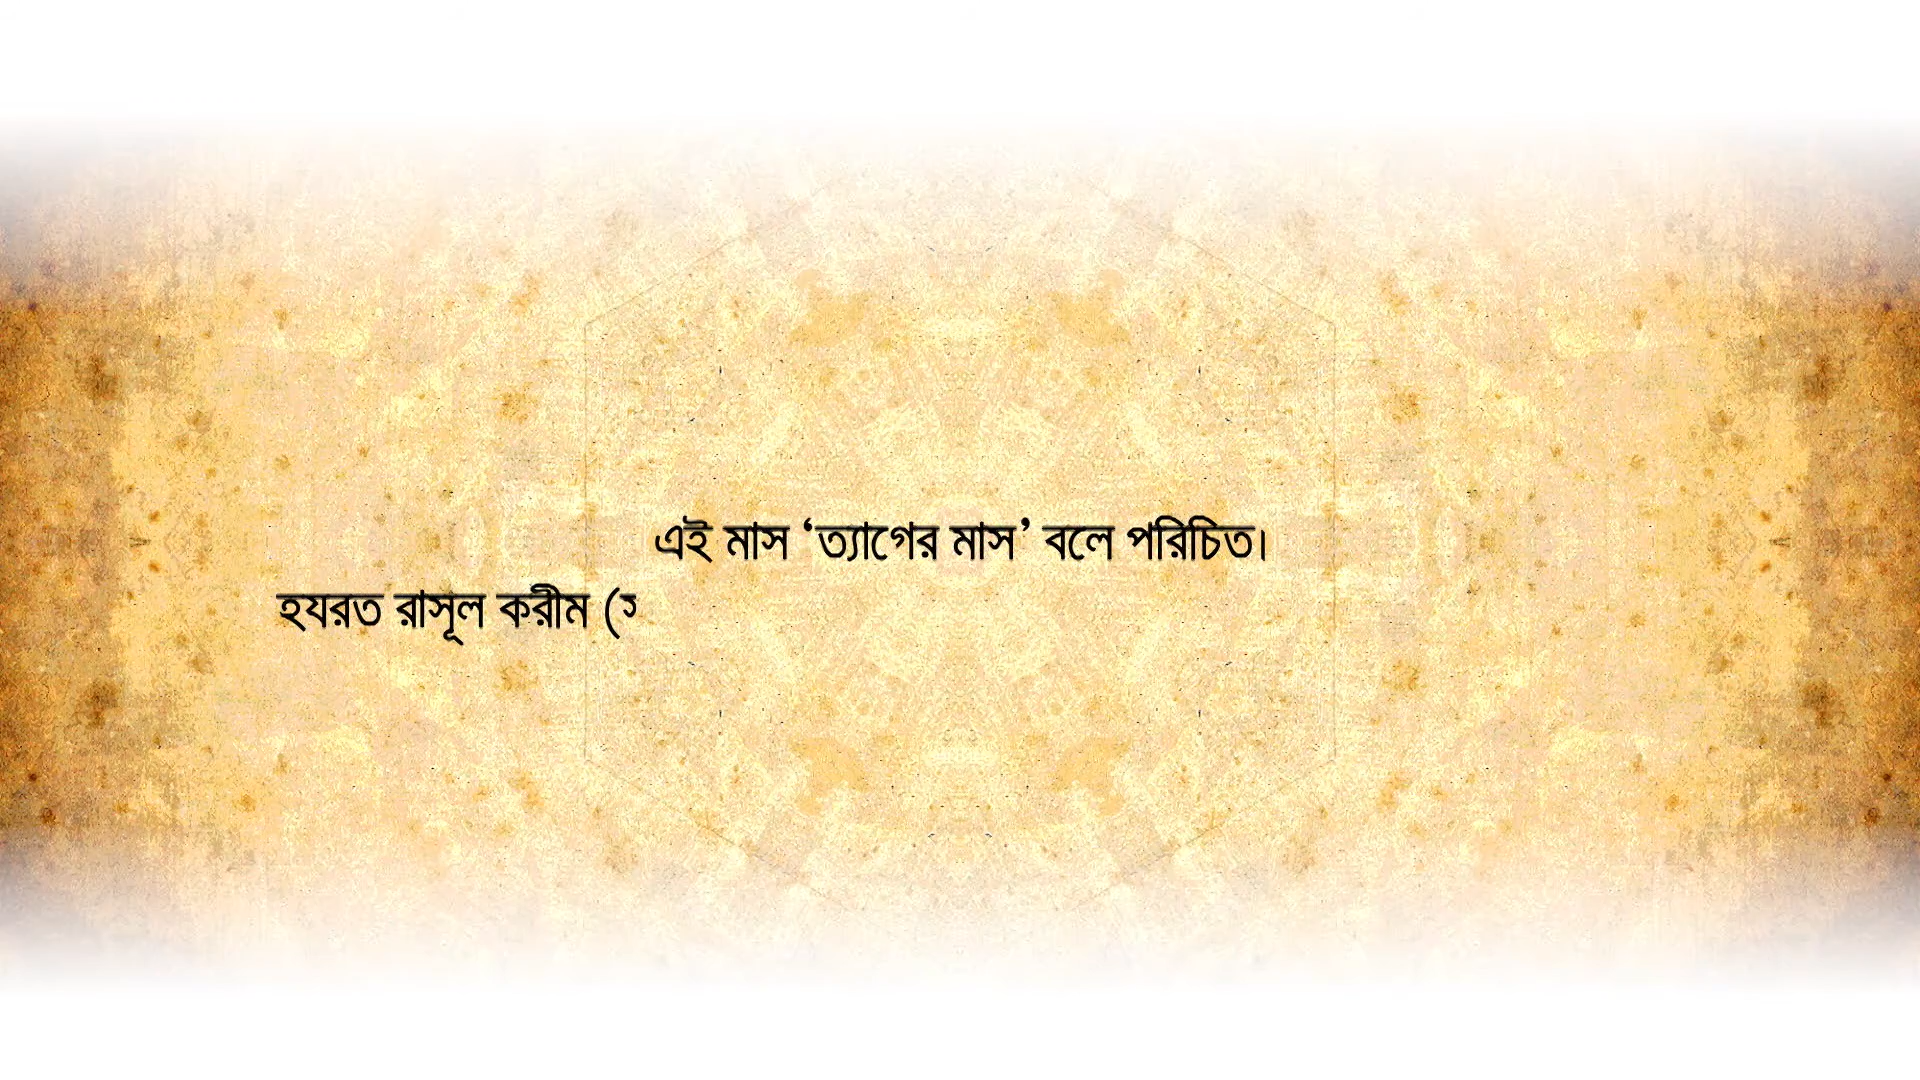 এই মাস ‘ত্যাগের মাস’ বলে পরিচিত।
হযরত রাসূল করীম (